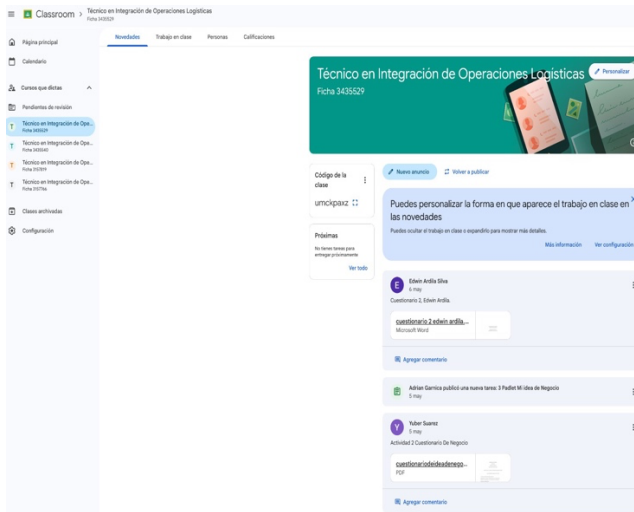 Classroom
Técnico en Integración de Operaciones Logísticas
Ficha 3435529
Página principal
Calendario
Cursos que dictas
Pendientes de revisión
Técnico en Integración de Ope...
Ficha 3435529
Técnico en Integración de Ope...
Técnico en Integración de Ope...
Técnico en Integración de Ope...
Clases archivadas
Configuración
Novedades
Trabajo en clase
Personas
Calificaciones
Técnico en Integración de Operaciones Logísticas
Ficha 3435529
Personalizar
Código de la
clase
umckpaxz
Próximas
No tienes tareas para
entregar próximamente
Ver todo
Nuevo anuncio
Volver a publicar
Puedes personalizar la forma en que aparece el trabajo en clase en
las novedades
Puedes ocultar el trabajo en clase o expandirlo para mostrar más detalles.
Más información
Ver configuración
E
Edwin Ardila Silva
6 may
Cuestionario 2, Edwin Ardila.
cuestionario 2 edwin ardila....
Microsoft Word
Agregar comentario
Adrian Garnica publicó una nueva tarea: 3 Padlet Mi idea de Negocio
5 may
Y
Yuber Suarez
5 may
Actividad 2 Cuestionario De Negocio
cuestionariodeideadenego...
PDF
Agregar comentario